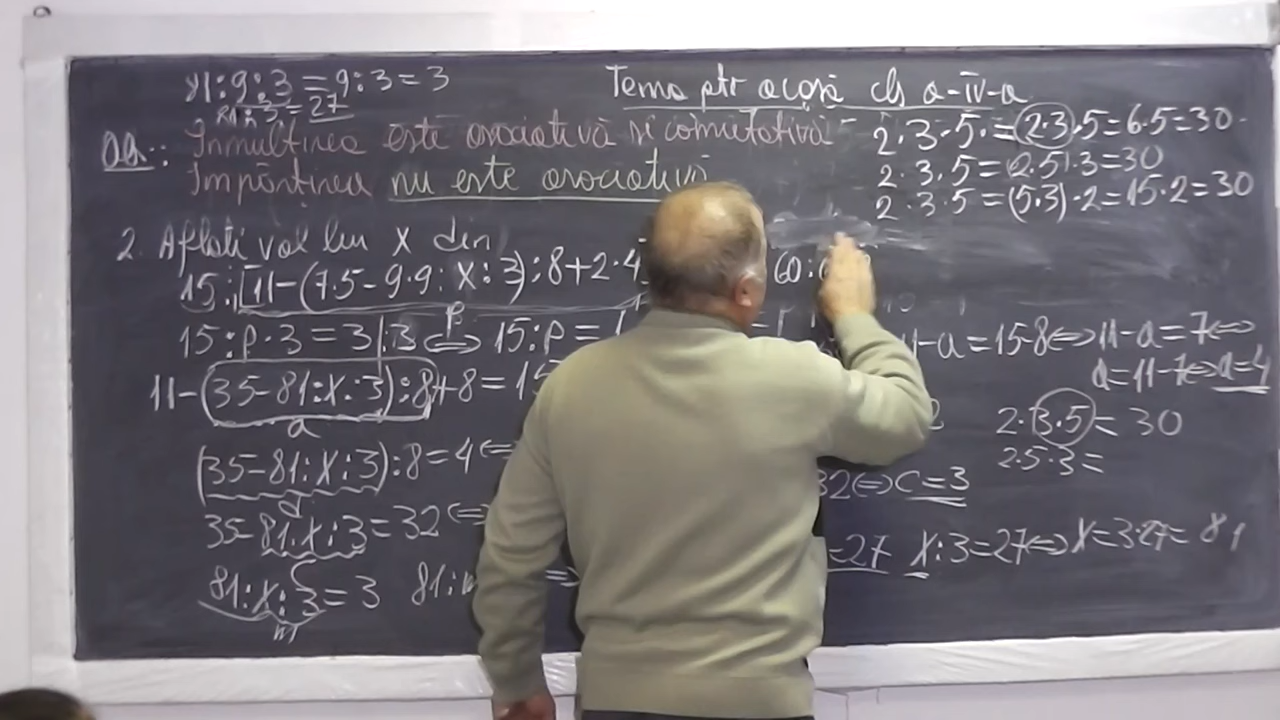 81:9:3=9:3=3
81:3=27
Tema ptr acasă cls a-IV-a
OBS: Înmulțirea este asociativă și comutativă
Împărțirea nu este asociativă
2·3·5·=(2·3)·5=6·5=30
2·3·5=(2·5)·3=30
2·3·5=(5·3)·2=15·2=30
2. Aflați val lui X din
15:[11-(7·5-9·9:X:3):8+2·4 60:
15:p·3=3|:3<=>15:p=
-a=15-8<=>11-a=7<=>
a=11-7<=>a=4
11-(35-81:X:3):8+8=15
a
2·(3·5)=30
2·5·3=
(35-81:X:3):8=4<=>
d
32<=>C=3
35-81:X:3=32<=>
C
=27 X:3=27<=>X=3·27=81
81:X:3=3 81:
m